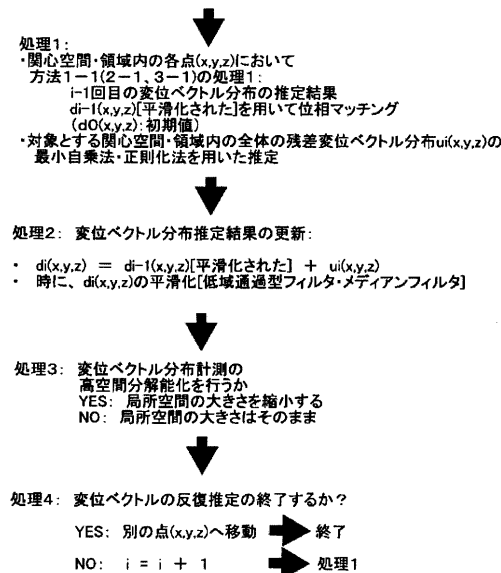 処理1:
・関心空間・領域内の各点(x,y,z)において
方法1-1(2-1、3-1)の処理1:
i-1回目の変位ベクトル分布の推定結果
di-1(x,y,z)[平滑化された]を用いて位相マッチング
(d0(x,y,z):初期値)
・対象とする関心空間・領域内の全体の残差変位ベクトル分布ui(x,y,z)の
最小自乗法・正則化法を用いた推定
処理2: 変位ベクトル分布推定結果の更新:
・ di(x,y,z) = di-1(x,y,z)[平滑化された] + ui(x,y,z)
・ 時に、di(x,y,z)の平滑化[低域通過型フィルタ・メディアンフィルタ]
処理3: 変位ベクトル分布計測の
高空間分解能化を行うか
YES: 局所空間の大きさを縮小する
NO: 局所空間の大きさはそのまま
処理4: 変位ベクトルの反復推定の終了するか?
YES: 別の点(x,y,z)へ移動 終了
NO: i = i + 1 処理1